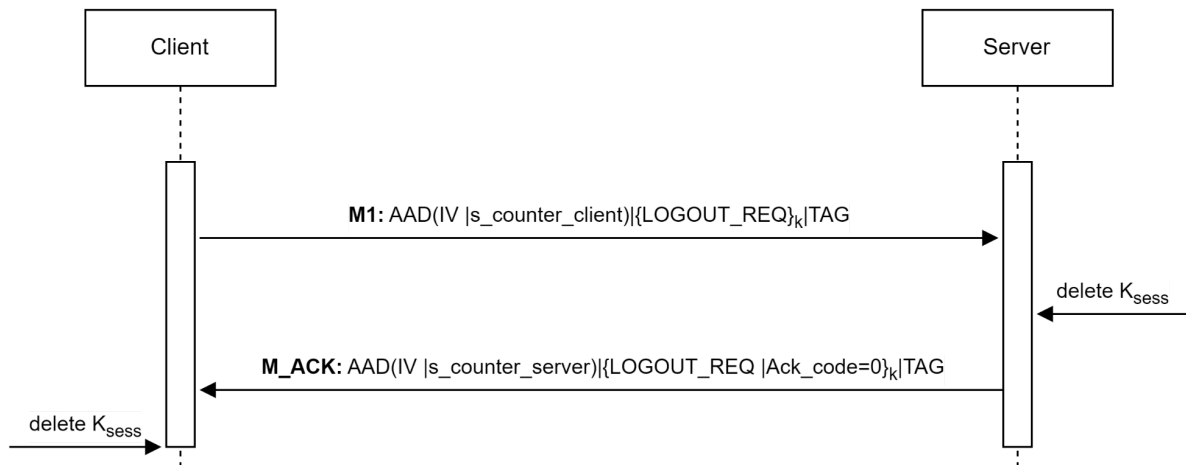 Client
Server
M1: AAD(IV |s_counter_client)|{LOGOUT_REQ}k|TAG
delete Ksess
M_ACK: AAD(IV |s_counter_server)|{LOGOUT_REQ |Ack_code=0}k|TAG
delete Ksess